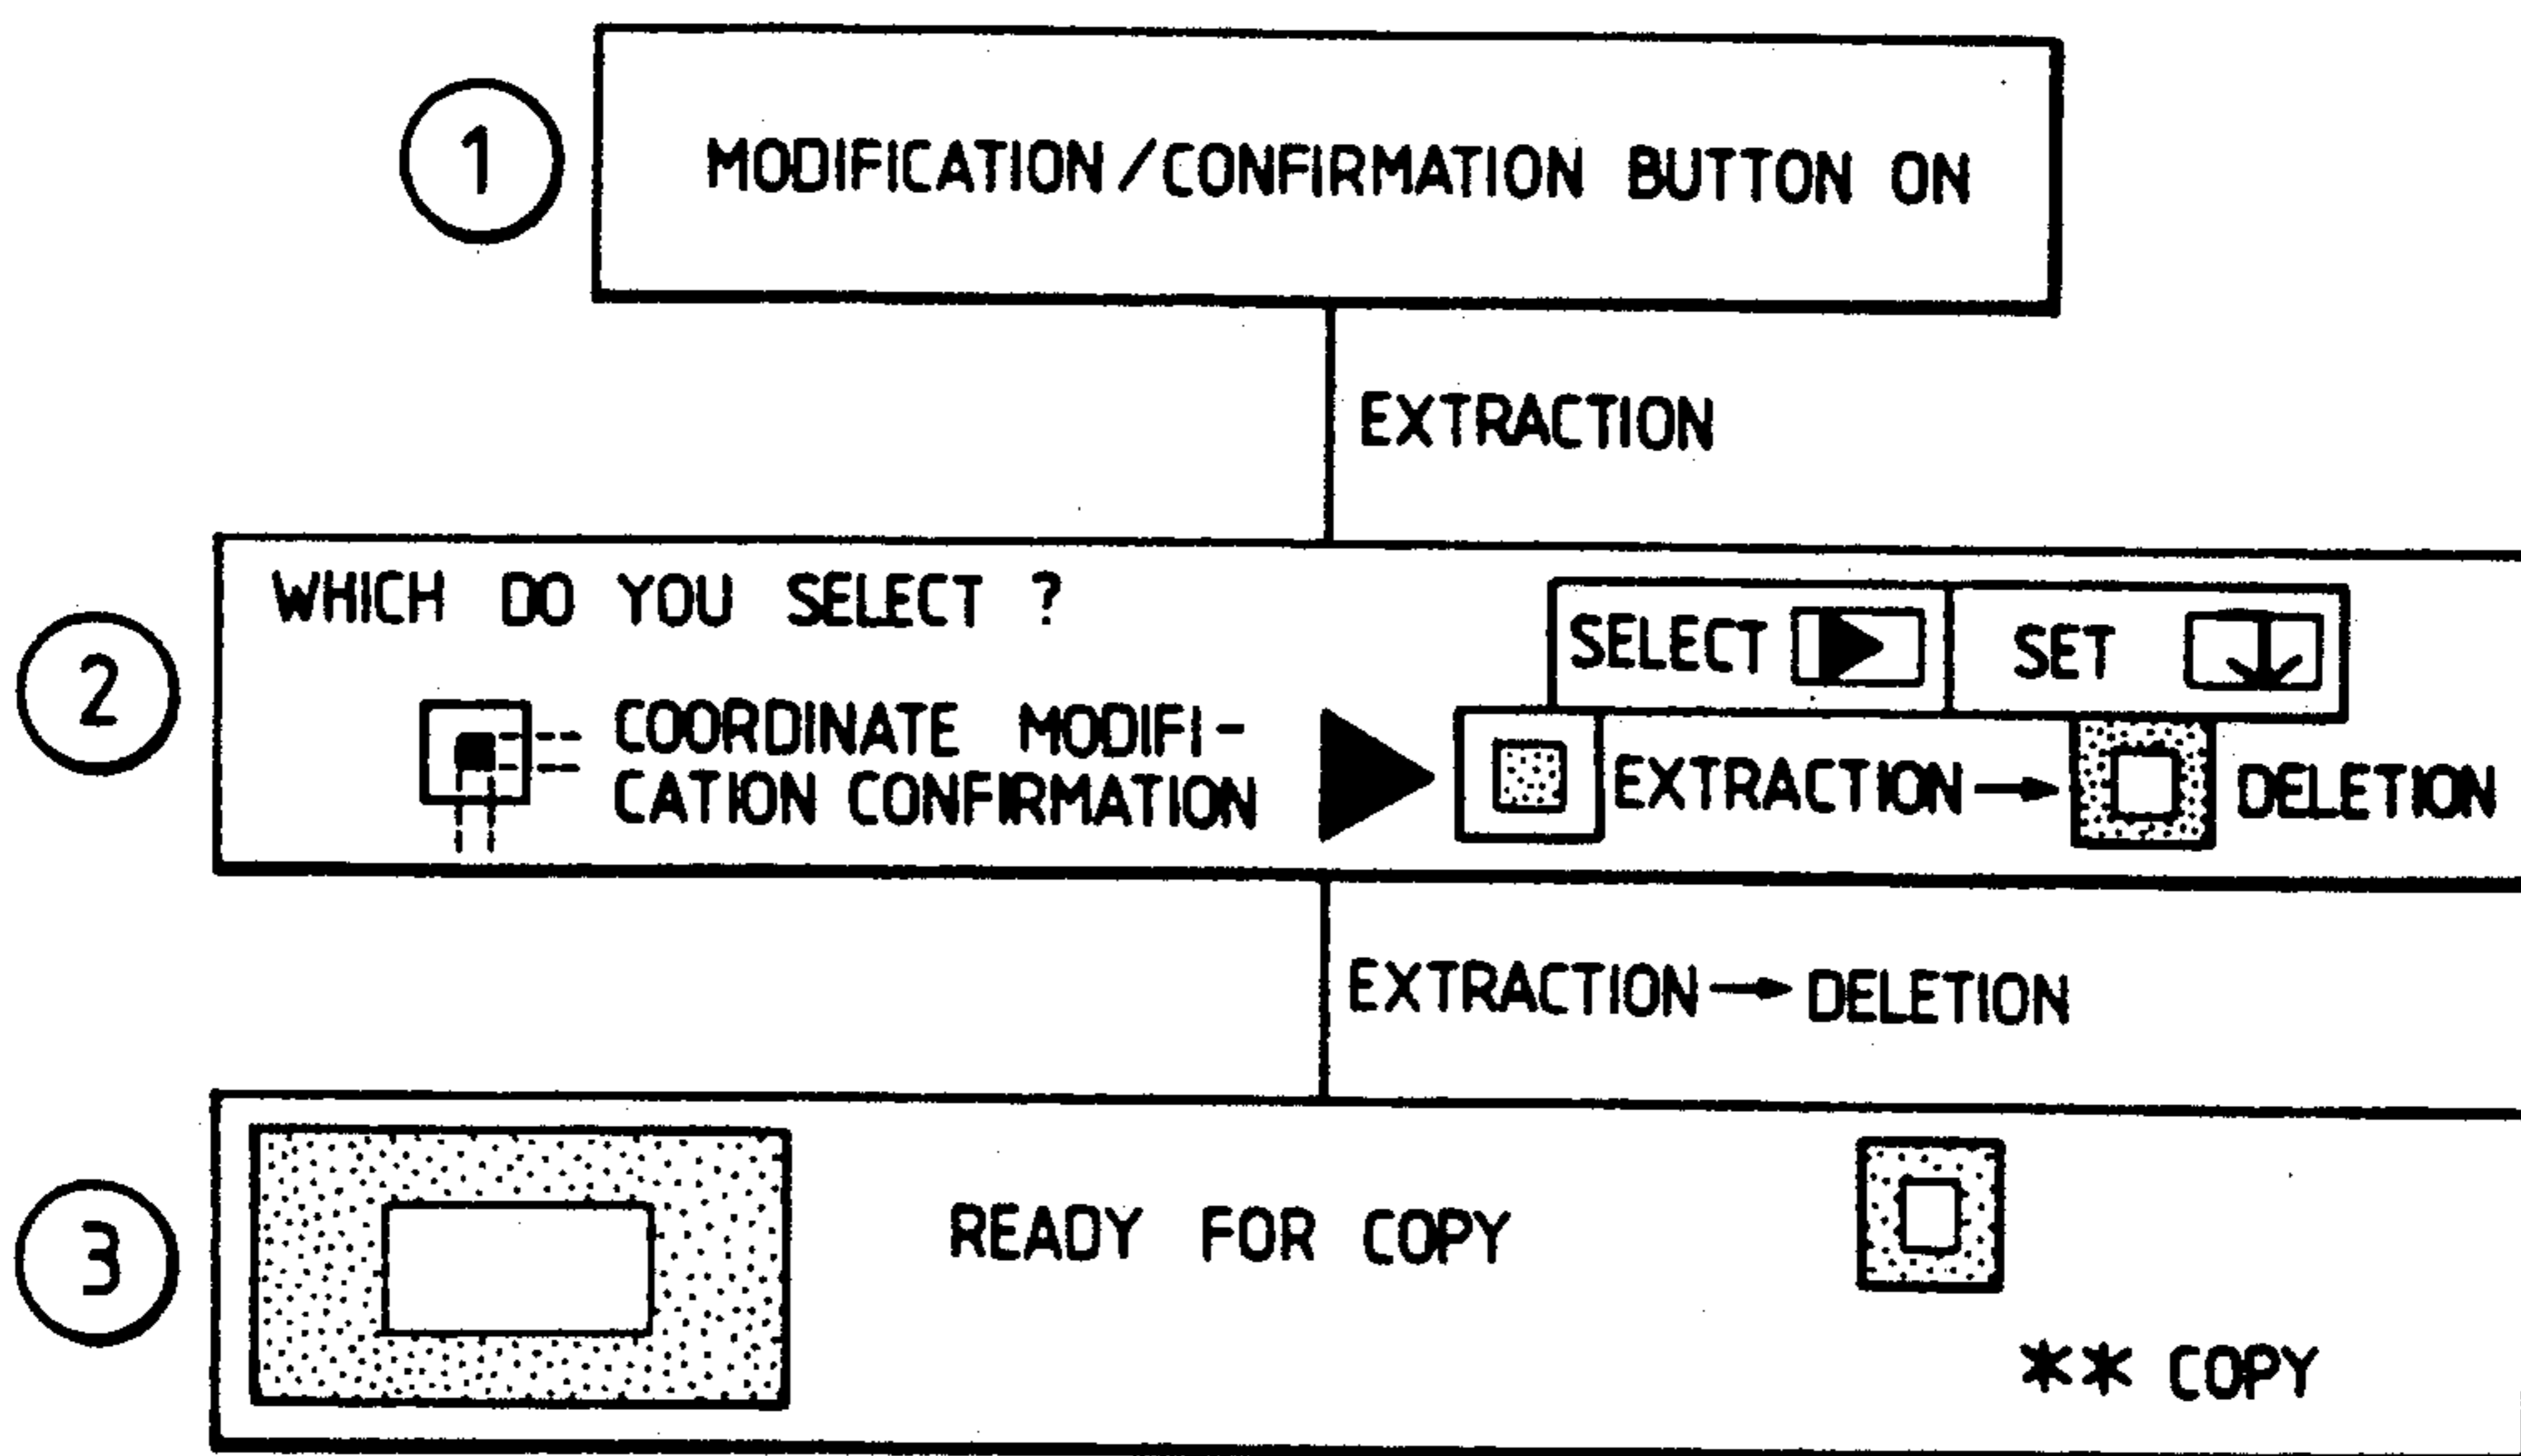 1
MODIFICATION/CONFIRMATION BUTTON ON
EXTRACTION
2
WHICH DO YOU SELECT ?
SELECT
SET
COORDINATE MODIFI-
CATION CONFIRMATION
EXTRACTION→
DELETION
EXTRACTION→DELETION
3
READY FOR COPY
** COPY